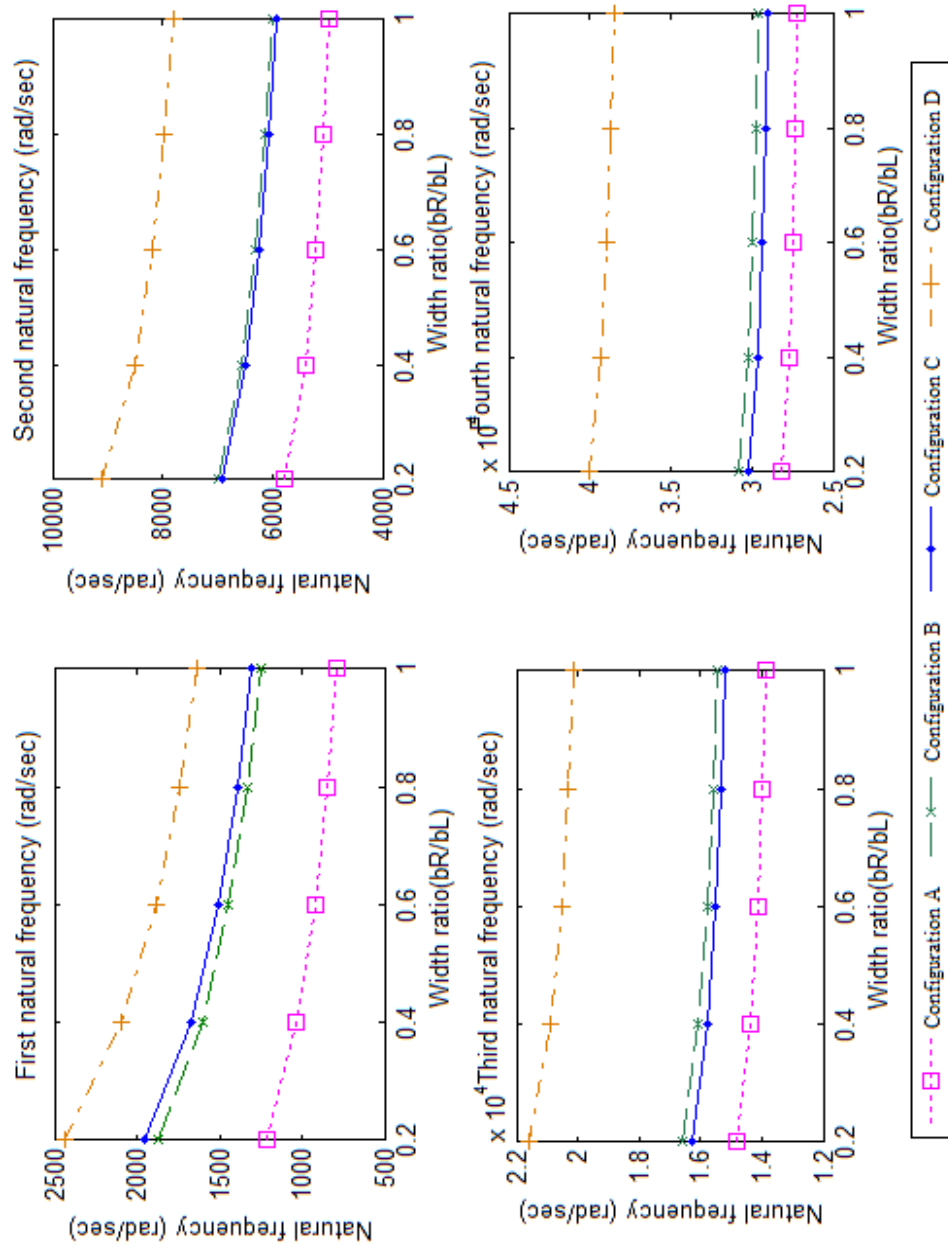 First natural frequency (rad/sec)
2500
2000
1500
1000
500
Natural frequency (rad/sec)
0.2
0.4
0.6
0.8
1
Width ratio(bR/bL)
Second natural frequency (rad/sec)
10000
8000
6000
4000
Natural frequency (rad/sec)
0.2
0.4
0.6
0.8
1
Width ratio(bR/bL)
x 10⁴Third natural frequency (rad/sec)
2.2
2
1.8
1.6
1.4
1.2
Natural frequency (rad/sec)
0.2
0.4
0.6
0.8
1
Width ratio(bR/bL)
x 10 ourth natural frequency (rad/sec)
4.5
4
3.5
3
2.5
Natural frequency (rad/sec)
0.2
0.4
0.6
0.8
1
Width ratio(bR/bL)
Configuration A
Configuration B
Configuration C
Configuration D